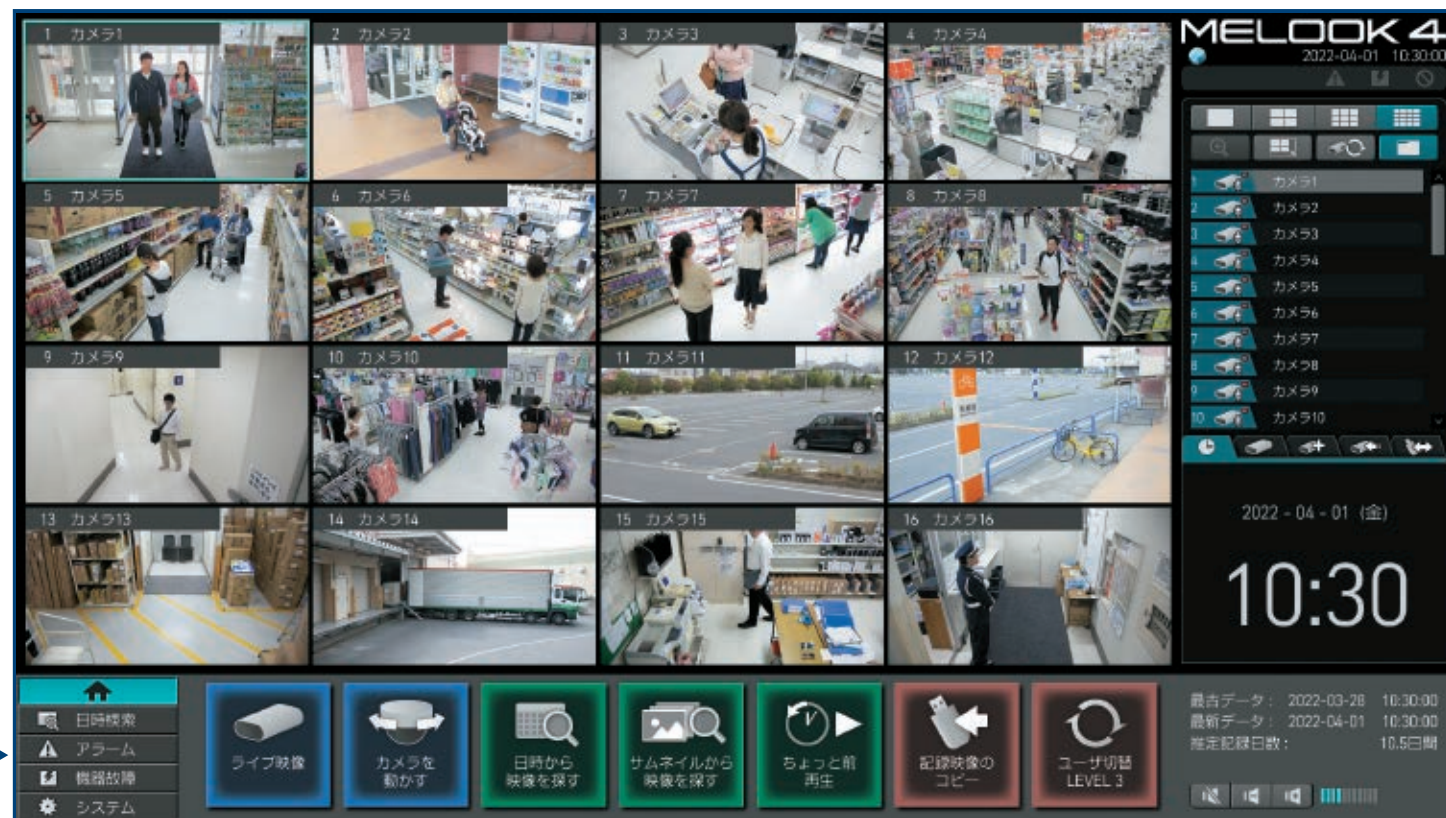 1 カメラ1
2 カメラ2
3 カメラ3
4 カメラ4
MELOOK 4
2022-04-01 10:30:00
5 カメラ5
6 カメラ6
7 カメラ7
8 カメラ8
1 カメラ1
2 カメラ2
3 カメラ3
4 カメラ4
5 カメラ5
6 カメラ6
7 カメラ7
8 カメラ8
9 カメラ9
10 カメラ10
9 カメラ9
10 カメラ10
11 カメラ11
12 カメラ12
13 カメラ13
14 カメラ14
15 カメラ15
16 カメラ16
2022 - 04 - 01 (金)
10:30
日時検索
アラーム
機器故障
システム
ライブ映像
カメラを
動かす
日時から
映像を探す
サムネイルから
映像を探す
ちょっと前
再生
記録映像の
コピー
ユーザ切替
LEVEL 3
最古データ: 2022-03-28 10:30:00
最新データ: 2022-04-01 10:30:00
推定記録日数: 10.5日間